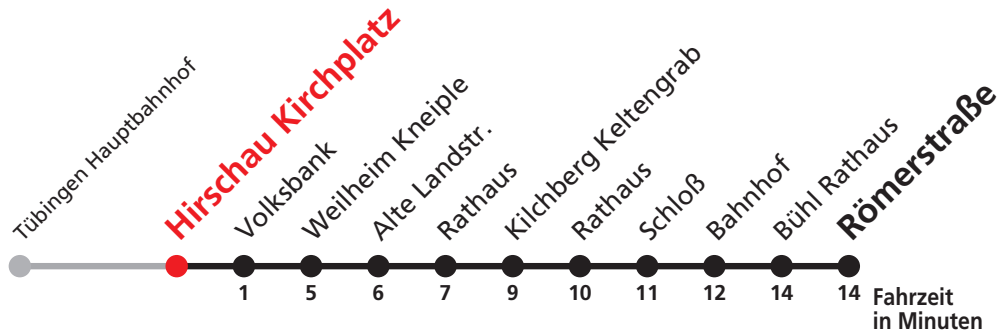 Tübingen Hauptbahnhof
Hirschau Kirchplatz
Volksbank
Weilheim Kneiple
Alte Landstr.
Rathaus
Kilchberg Keltengrab
Rathaus
Schloß
Bahnhof
Bühl Rathaus
Römerstraße
1 5 6 7 9 10 11 12 14 14 Fahrzeit
in Minuten